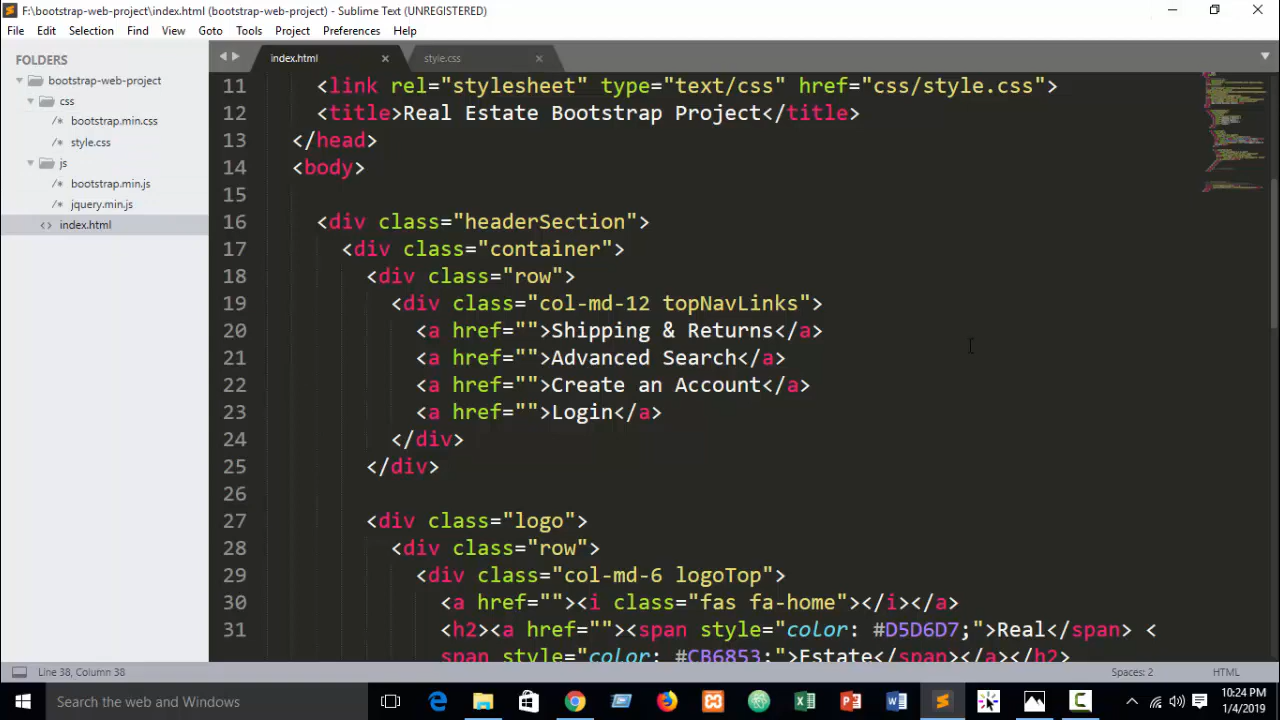 F:\bootstrap-web-project\index.html (bootstrap-web-project) - Sublime Text (UNREGISTERED)
File Edit Selection Find View Goto Tools Project Preferences Help
FOLDERS
bootstrap-web-project
css
/* bootstrap.min.css
/* style.css
js
/* bootstrap.min.js
/* jquery.min.js
<> index.html
index.html × style.css ×
11 <link rel="stylesheet" type="text/css" href="css/style.css">
12 <title>Real Estate Bootstrap Project</title>
13 </head>
14 <body>
15
16 <div class="headerSection">
17 <div class="container">
18 <div class="row">
19 <div class="col-md-12 topNavLinks">
20 <a href="">Shipping & Returns</a>
21 <a href="">Advanced Search</a>
22 <a href="">Create an Account</a>
23 <a href="">Login</a>
24 </div>
25 </div>
26
27 <div class="logo">
28 <div class="row">
29 <div class="col-md-6 logoTop">
30 <a href=""><i class="fas fa-home"></i></a>
31 <h2><a href=""><span style="color: #D5D6D7;">Real</span> <
span style="color: #CB6853;">Estate</span></a></h2>
Line 38, Column 38 Spaces: 2 HTML
Search the web and Windows
10:24 PM
1/4/2019